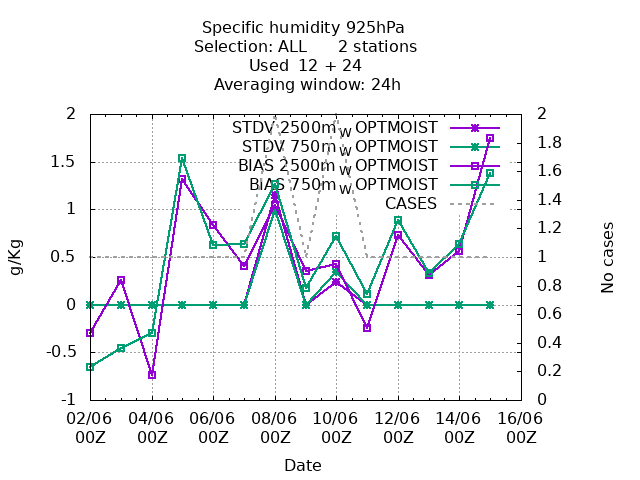 Specific humidity 925hPa
Selection: ALL 2 stations
Used 12 + 24
Averaging window: 24h
STDV 2500m w OPTMOIST
STDV 750m w OPTMOIST
BIAS 2500m w OPTMOIST
BIAS 750m w OPTMOIST
CASES
2
1.5
1
0.5
0
-0.5
-1
g/Kg
2
1.8
1.6
1.4
1.2
1
0.8
0.6
0.4
0.2
0
No cases
02/06 04/06 06/06 08/06 10/06 12/06 14/06 16/06
00Z 00Z 00Z 00Z 00Z 00Z 00Z 00Z
Date